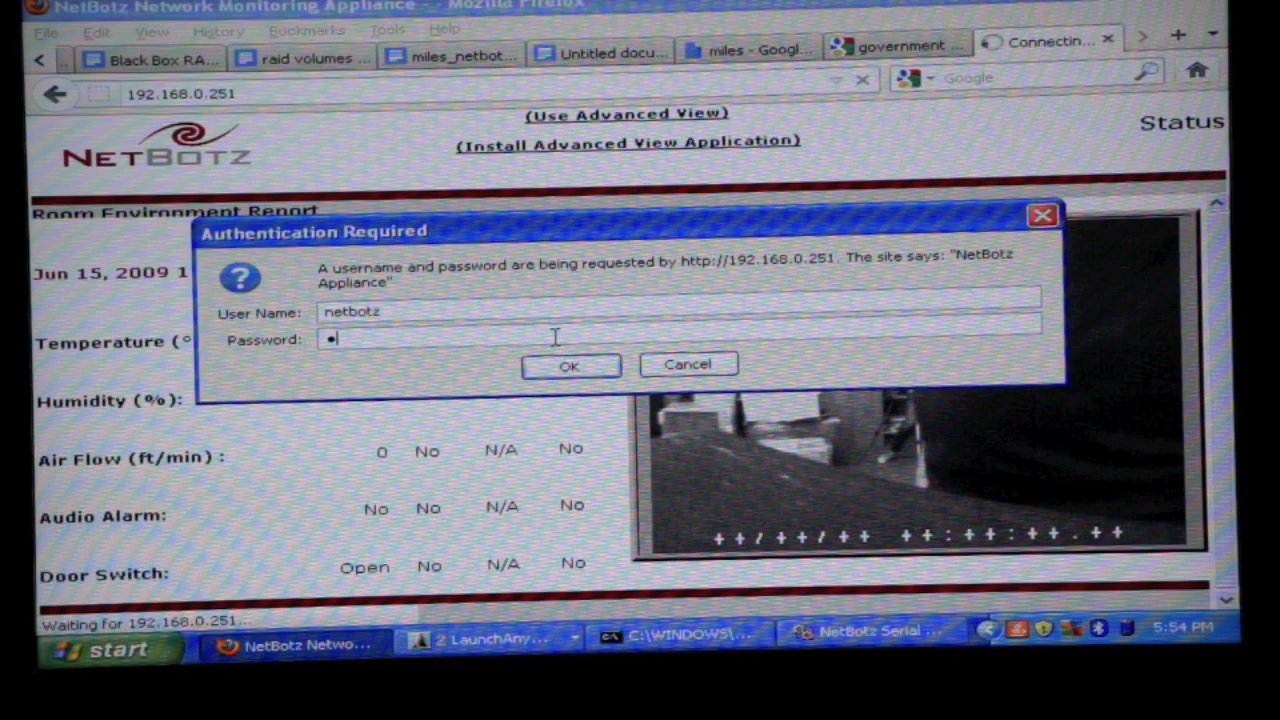 NetBotz Network Monitoring Appliance - - Mozilla Firefox
File Edit View History Bookmarks Tools Help
Black Box RA... raid volumes ... miles_netbot... Untitled docu... miles - Googl... government ... Connectin...
192.168.0.251 Google
(Use Advanced View)
(Install Advanced View Application)
Status
NETBOTZ
Room Environment Report
Authentication Required
Jun 15, 2009 1
A username and password are being requested by http://192.168.0.251. The site says: "NetBotz
Appliance"
User Name: netbotz
Password:
OK Cancel
Temperature (°
Humidity (%):
Air Flow (ft/min) : 0 No N/A No
Audio Alarm: No No N/A No
++/++/++ ++:++:++.++
Door Switch: Open No N/A No
Waiting for 192.168.0.251...
start NetBotz Netwo... 2 LaunchAny... C:\WINDOWS\... NetBotz Serial ... 5:54 PM